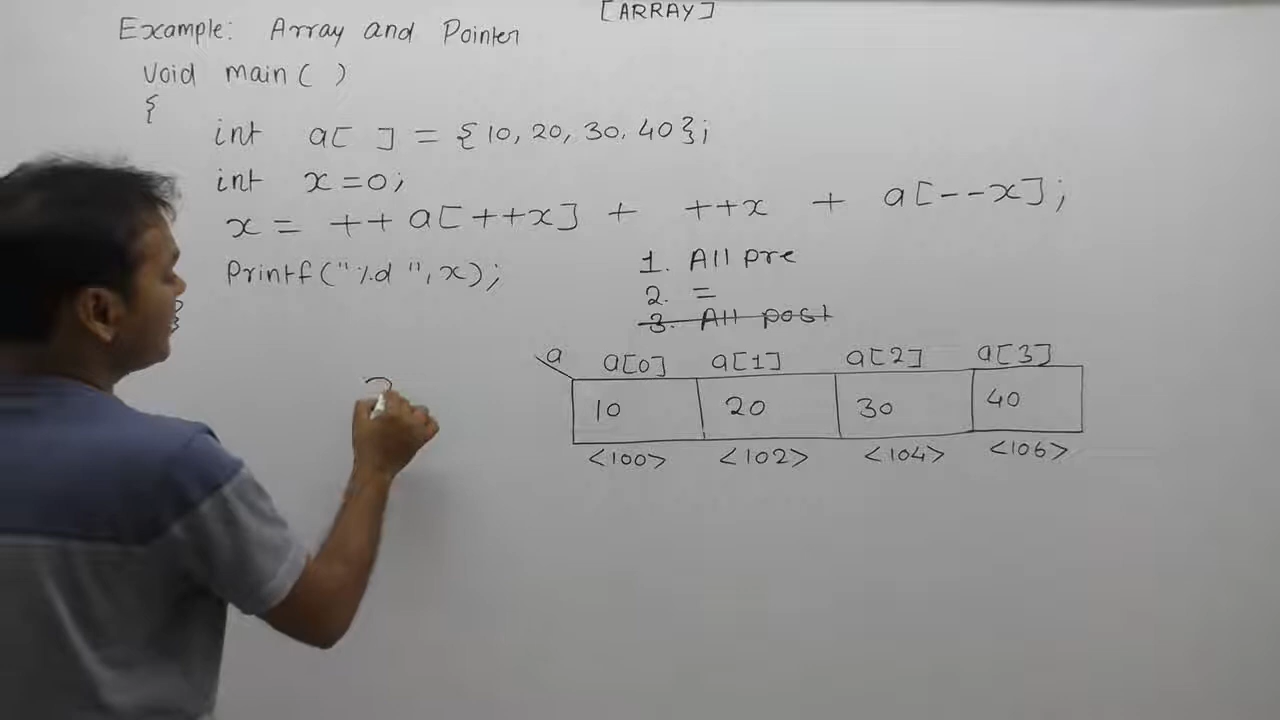 [ARRAY]
Example: Array and Pointer
void main( )
{
int a[ ] = {10, 20, 30, 40};
int x=0;
x = ++a[++x] + ++x + a[--x];
Printf("%d ", x);
}
1. All pre
2. =
3. All post
a a[0] a[1] a[2] a[3]
10 20 30 40
<100> <102> <104> <106>